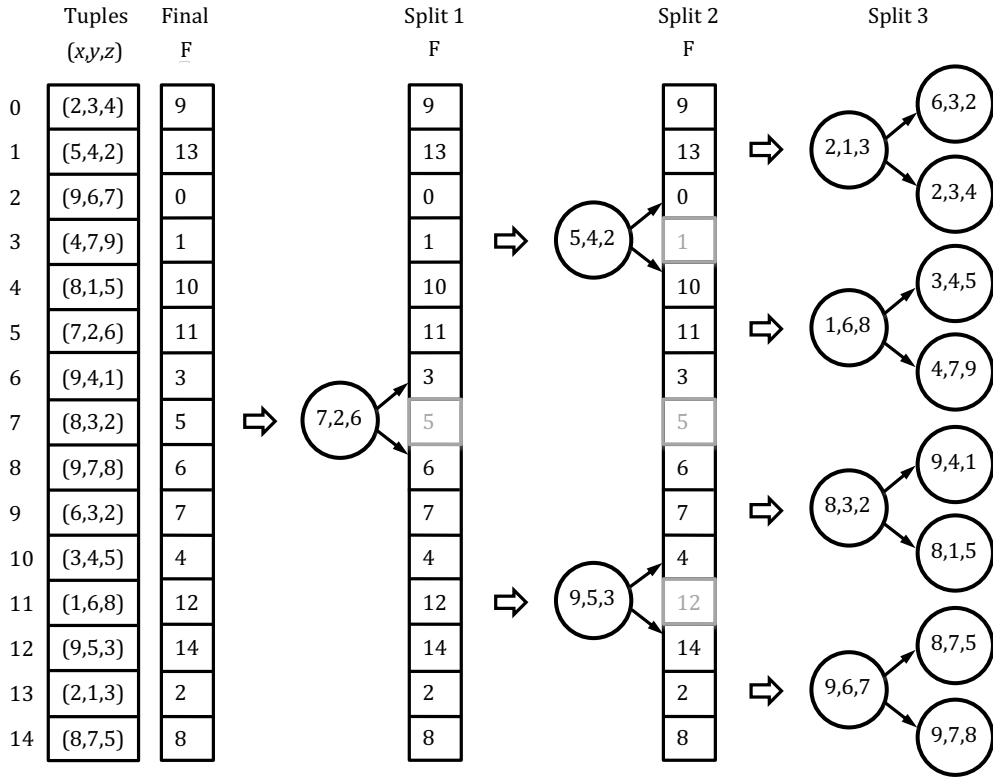 Tuples Final Split 1 Split 2 Split 3
(x,y,z) F F F
0 (2,3,4) 9 9 9 6,3,2
2,1,3
1 (5,4,2) 13 13 13
2 (9,6,7) 0 0 0 2,3,4
3 (4,7,9) 1 1 5,4,2 1
4 (8,1,5) 10 10 10 3,4,5
5 (7,2,6) 11 11 11 1,6,8
6 (9,4,1) 3 3 3 4,7,9
7 (8,3,2) 5 7,2,6 5 5
8 (9,7,8) 6 6 6 9,4,1
9 (6,3,2) 7 7 7 8,3,2
10 (3,4,5) 4 4 4 8,1,5
11 (1,6,8) 12 12 9,5,3 12
12 (9,5,3) 14 14 14 8,7,5
13 (2,1,3) 2 2 2 9,6,7
14 (8,7,5) 8 8 8 9,7,8